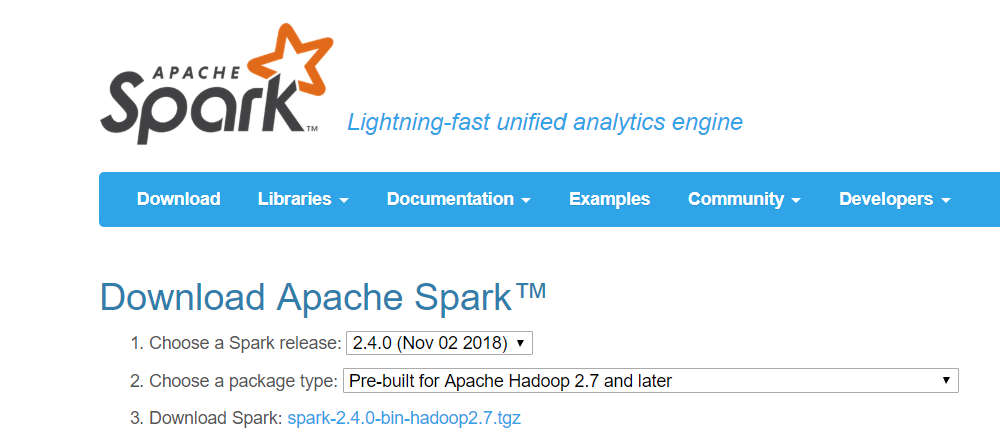 APACHE
Spark™
Lightning-fast unified analytics engine
Download Libraries Documentation Examples Community Developers
Download Apache Spark™
1. Choose a Spark release: 2.4.0 (Nov 02 2018)
2. Choose a package type: Pre-built for Apache Hadoop 2.7 and later
3. Download Spark: spark-2.4.0-bin-hadoop2.7.tgz